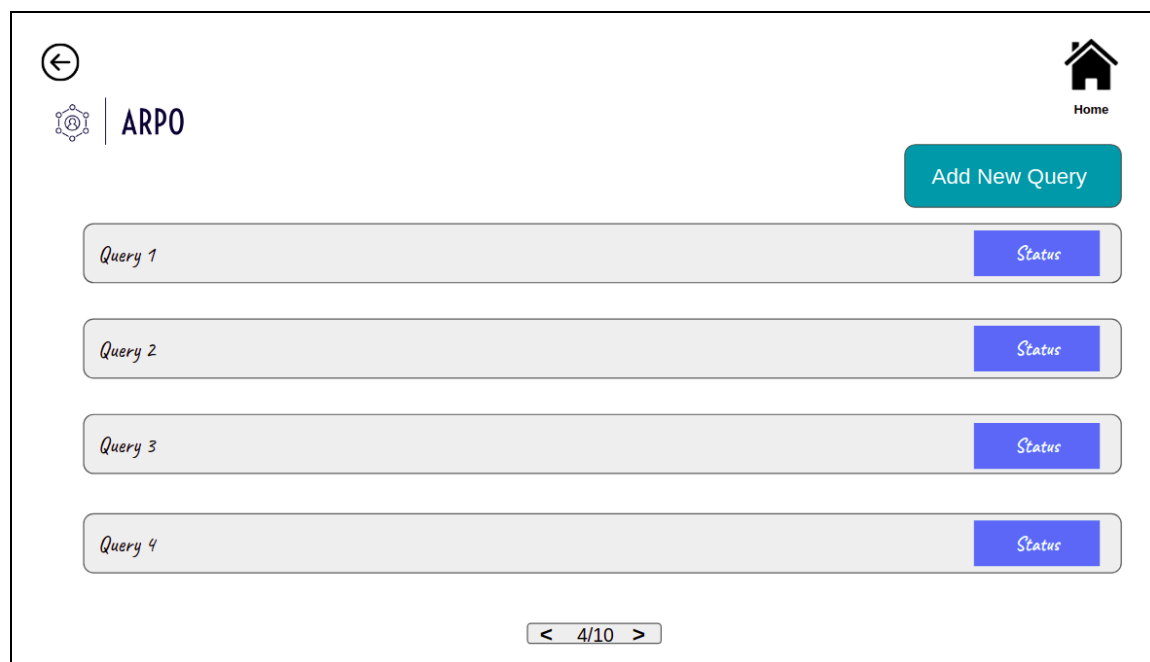 Home
ARPO
Add New Query
Query 1 Status
Query 2 Status
Query 3 Status
Query 4 Status
< 4/10 >